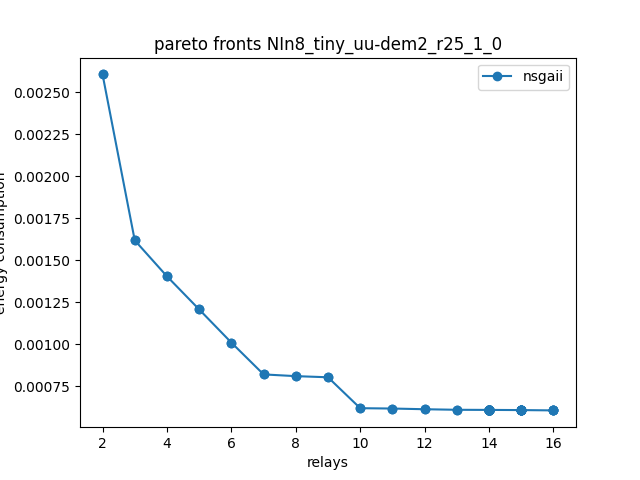 pareto fronts NIn8_tiny_uu-dem2_r25_1_0
nsgaii
0.00250
0.00225
0.00200
0.00175
0.00150
0.00125
0.00100
0.00075
energy consumption
2 4 6 8 10 12 14 16
relays